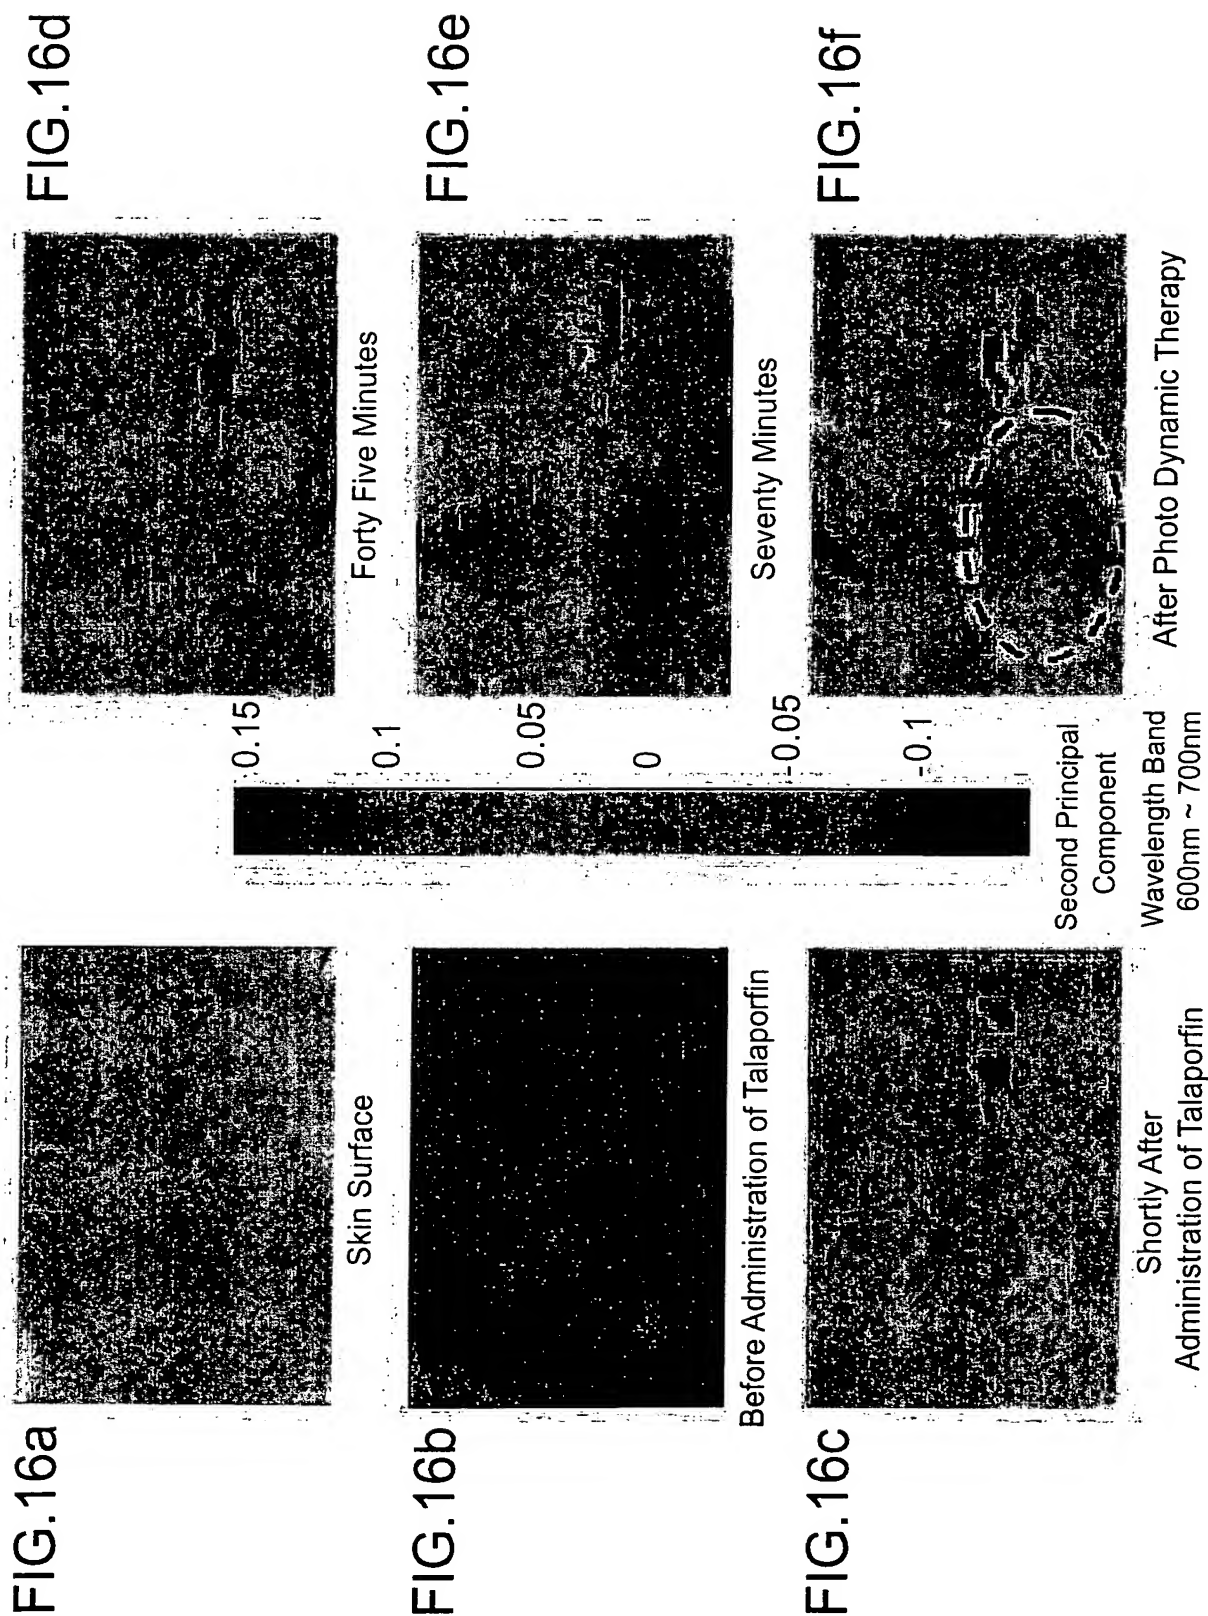 FIG.16a
Skin Surface
FIG.16b
Before Administration of Talaporfin
FIG.16c
Shortly After
Administration of Talaporfin
0.15
0.1
0.05
0
-0.05
-0.1
Second Principal
Component
Wavelength Band
600nm ~ 700nm
FIG.16d
Forty Five Minutes
FIG.16e
Seventy Minutes
FIG.16f
After Photo Dynamic Therapy